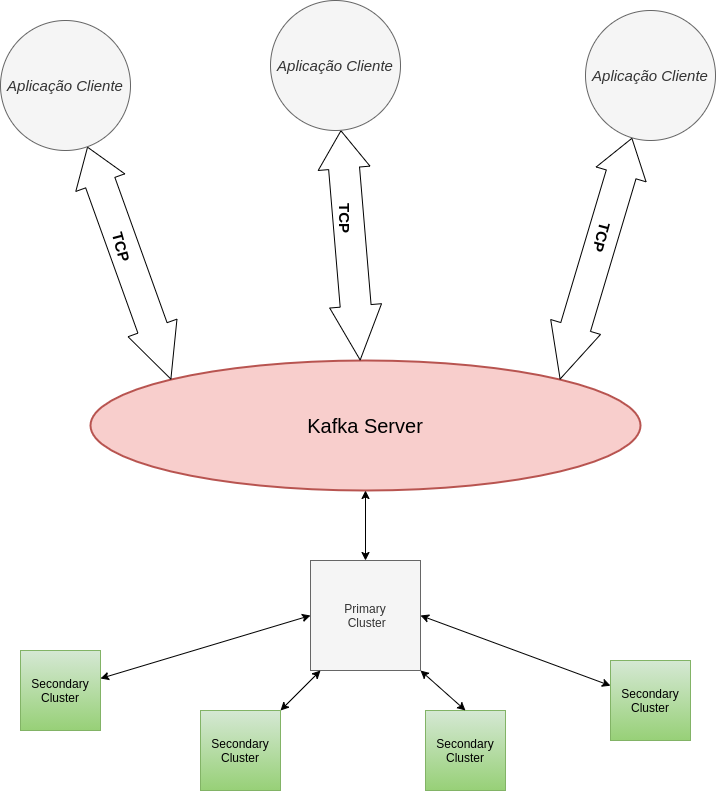 Aplicação Cliente
Aplicação Cliente
Aplicação Cliente
TCP
TCP
TCP
Kafka Server
Primary
Cluster
Secondary
Cluster
Secondary
Cluster
Secondary
Cluster
Secondary
Cluster